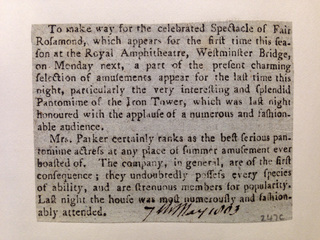 To make way for the celebrated Spectacle of Fair
Rosamond, which appears for the first time this sea-
son at the Royal Amphitheatre, Westminster Bridge,
on Monday next, a part of the present charming
selection of amusements appear for the last time this
night, particularly the very interesting and splendid
Pantomime of the Iron Tower, which was last night
honoured with the applause of a numerous and fashion-
able audience.
Mrs. Parker certainly ranks as the best serious pan-
tomime actress at any place of summer amusement ever
boasted of. The company, in general, are of the first
consequence; they undoubtedly possess every species
of ability, and are strenuous members for popularity.
Last night the house was most numerously and fashion-
ably attended.
7th May 1803